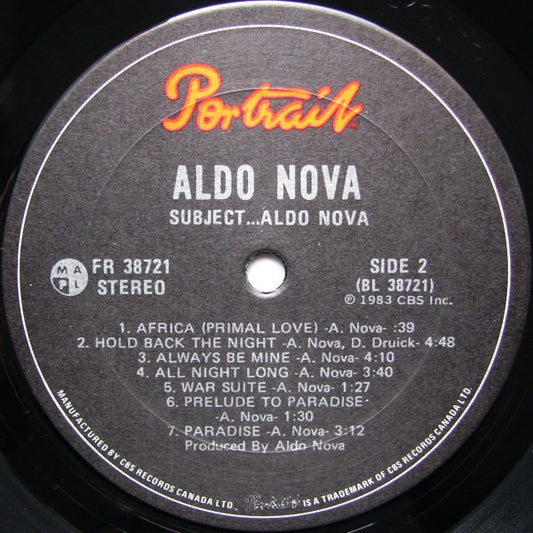 Portrait
ALDO NOVA
SUBJECT...ALDO NOVA
M A P L
FR 38721
STEREO
SIDE 2
(BL 38721)
℗ 1983 CBS Inc.
1. AFRICA (PRIMAL LOVE) -A. Nova- :39
2. HOLD BACK THE NIGHT -A. Nova, D. Druick- 4:48
3. ALWAYS BE MINE -A. Nova- 4:10
4. ALL NIGHT LONG -A. Nova- 3:40
5. WAR SUITE -A. Nova- 1:27
6. PRELUDE TO PARADISE
-A. Nova- 1:30
7. PARADISE -A. Nova- 3:12
Produced By Aldo Nova
MANUFACTURED BY CBS RECORDS CANADA LTD., Portrait IS A TRADEMARK OF CBS RECORDS CANADA LTD.